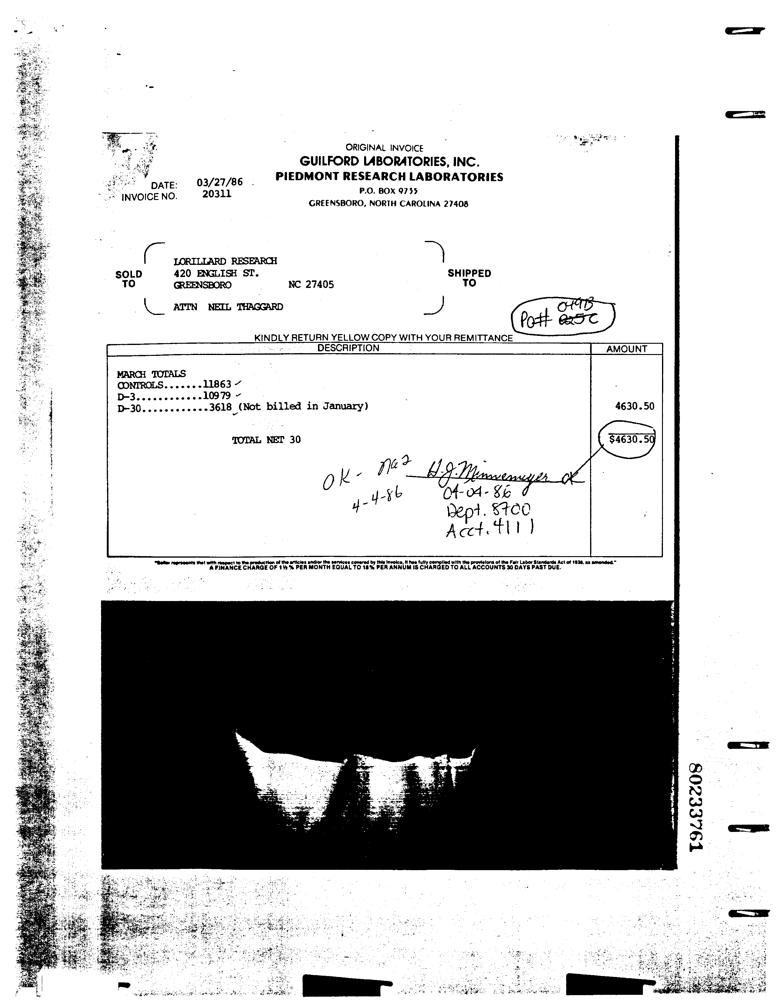 ORIGINAL INVOICE
GUILFORD LABORATORIES, INC.
PIEDMONT RESEARCH LABORATORIES
P.O. BOX 9735
GREENSBORO, NORTH CAROLINA 27408
DATE: 03/27/86
INVOICE NO. 20311
SOLD TO
LORILLARD RESEARCH
420 ENGLISH ST.
GREENSBORO NC 27405
ATTN NEIL THAGGARD
SHIPPED TO
PO# 049B
KINDLY RETURN YELLOW COPY WITH YOUR REMITTANCE
DESCRIPTION AMOUNT
MARCH TOTALS
CONTROLS.......11863 ✓
D-3............10979 ✓
D-30............3618 (Not billed in January) 4630.50
TOTAL NET 30 $4630.50
OK - H.J. Minnemeyer OK
4-4-86 04-04-86
Dept. 8700
Acct. 4111
"Seller represents that with respect to the production of the articles and/or the services covered by this invoice, it has fully complied with the provisions of the Fair Labor Standards Act of 1938, as amended."
A FINANCE CHARGE OF 1½% PER MONTH EQUAL TO 18% PER ANNUM IS CHARGED TO ALL ACCOUNTS 30 DAYS PAST DUE.
80233761